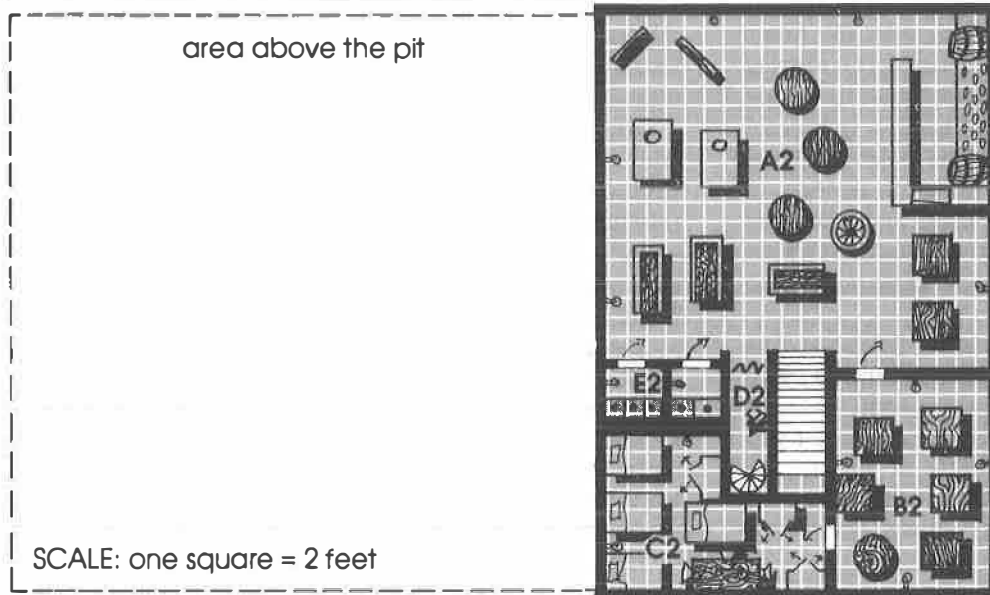 area above the pit
A2
E2
D2
B2
C2
SCALE: one square = 2 feet